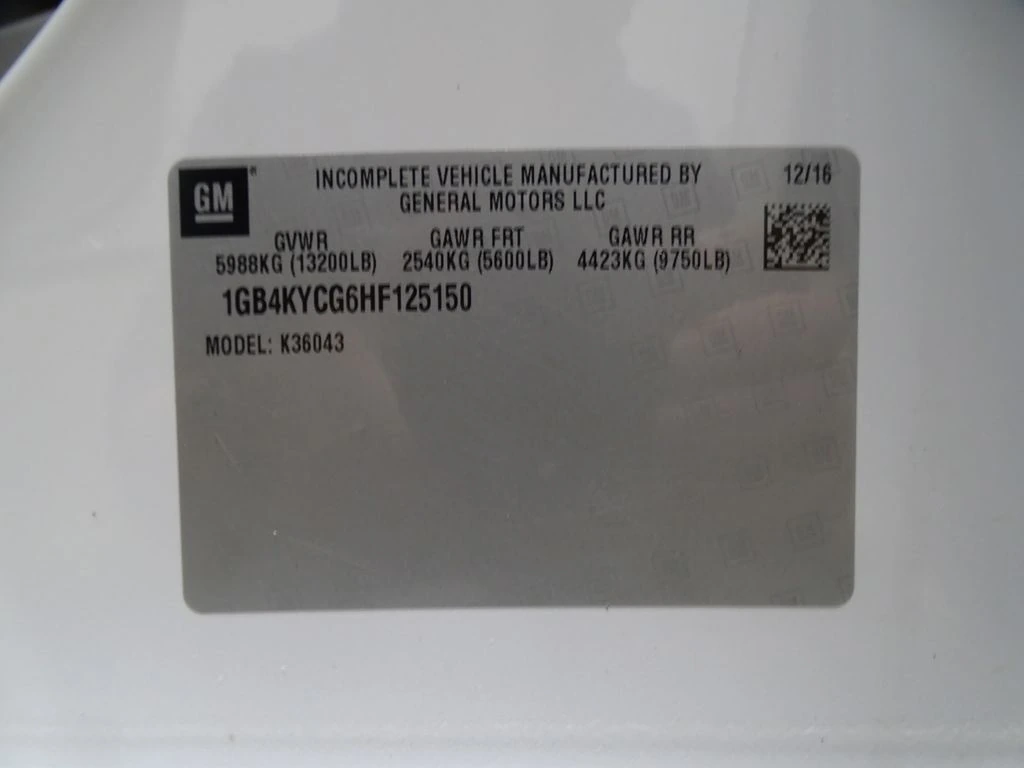 GM®
INCOMPLETE VEHICLE MANUFACTURED BY
GENERAL MOTORS LLC
12/16
GVWR GAWR FRT GAWR RR
5988KG (13200LB) 2540KG (5600LB) 4423KG (9750LB)
1GB4KYCG6HF125150
MODEL: K36043